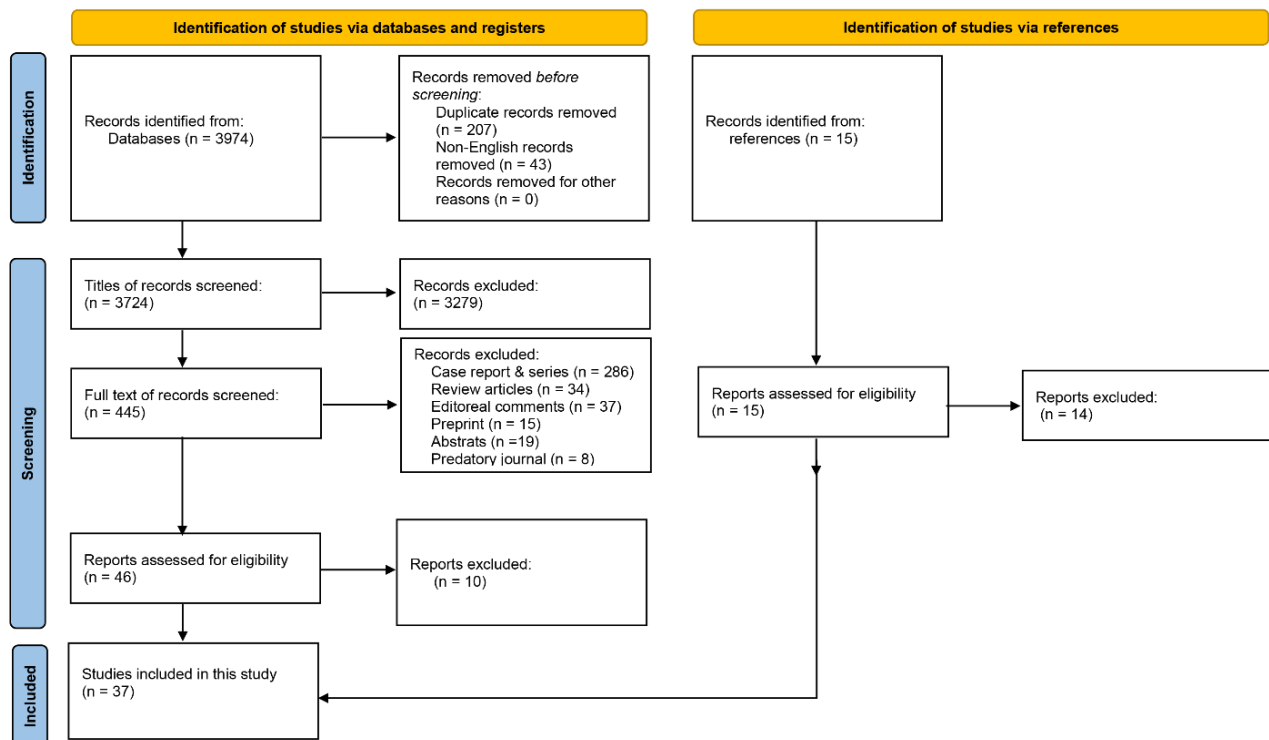 Identification of studies via databases and registers
Identification of studies via references
Identification
Records identified from:
Databases (n = 3974)
Records removed before
screening:
Duplicate records removed
(n = 207)
Non-English records
removed (n = 43)
Records removed for other
reasons (n = 0)
Records identified from:
references (n = 15)
Screening
Titles of records screened:
(n = 3724)
Records excluded:
(n = 3279)
Full text of records screened:
(n = 445)
Records excluded:
Case report & series (n = 286)
Review articles (n = 34)
Editoreal comments (n = 37)
Preprint (n = 15)
Abstrats (n =19)
Predatory journal (n = 8)
Reports assessed for eligibility
(n = 15)
Reports excluded:
(n = 14)
Reports assessed for eligibility
(n = 46)
Reports excluded:
(n = 10)
Included
Studies included in this study
(n = 37)